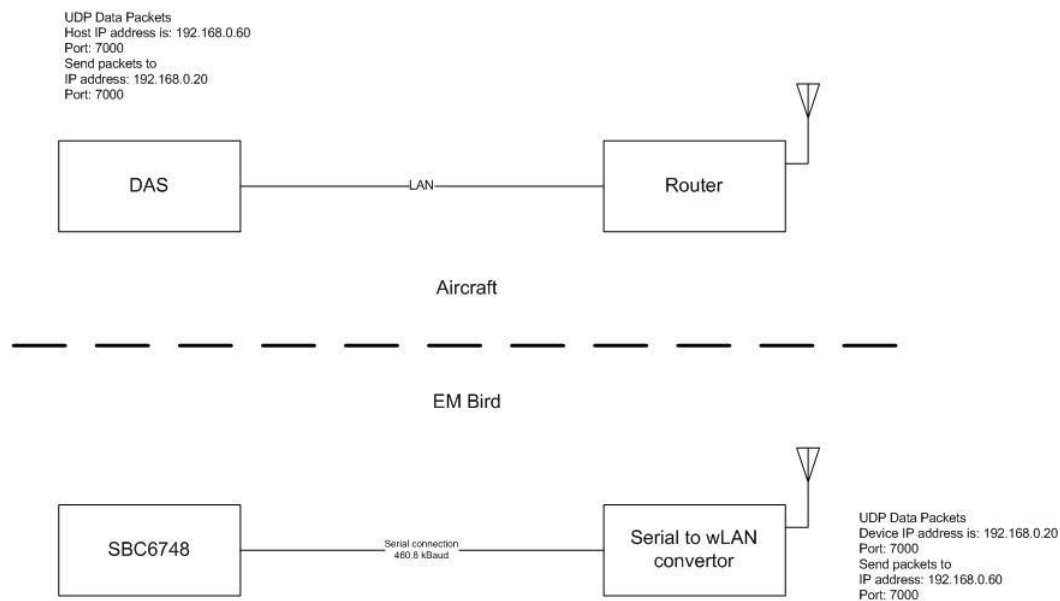 UDP Data Packets
Host IP address is: 192.168.0.60
Port: 7000
Send packets to
IP address: 192.168.0.20
Port: 7000
DAS
LAN
Router
Aircraft
EM Bird
SBC6748
Serial connection
460.8 kBaud
Serial to wLAN
convertor
UDP Data Packets
Device IP address is: 192.168.0.20
Port: 7000
Send packets to
IP address: 192.168.0.60
Port: 7000